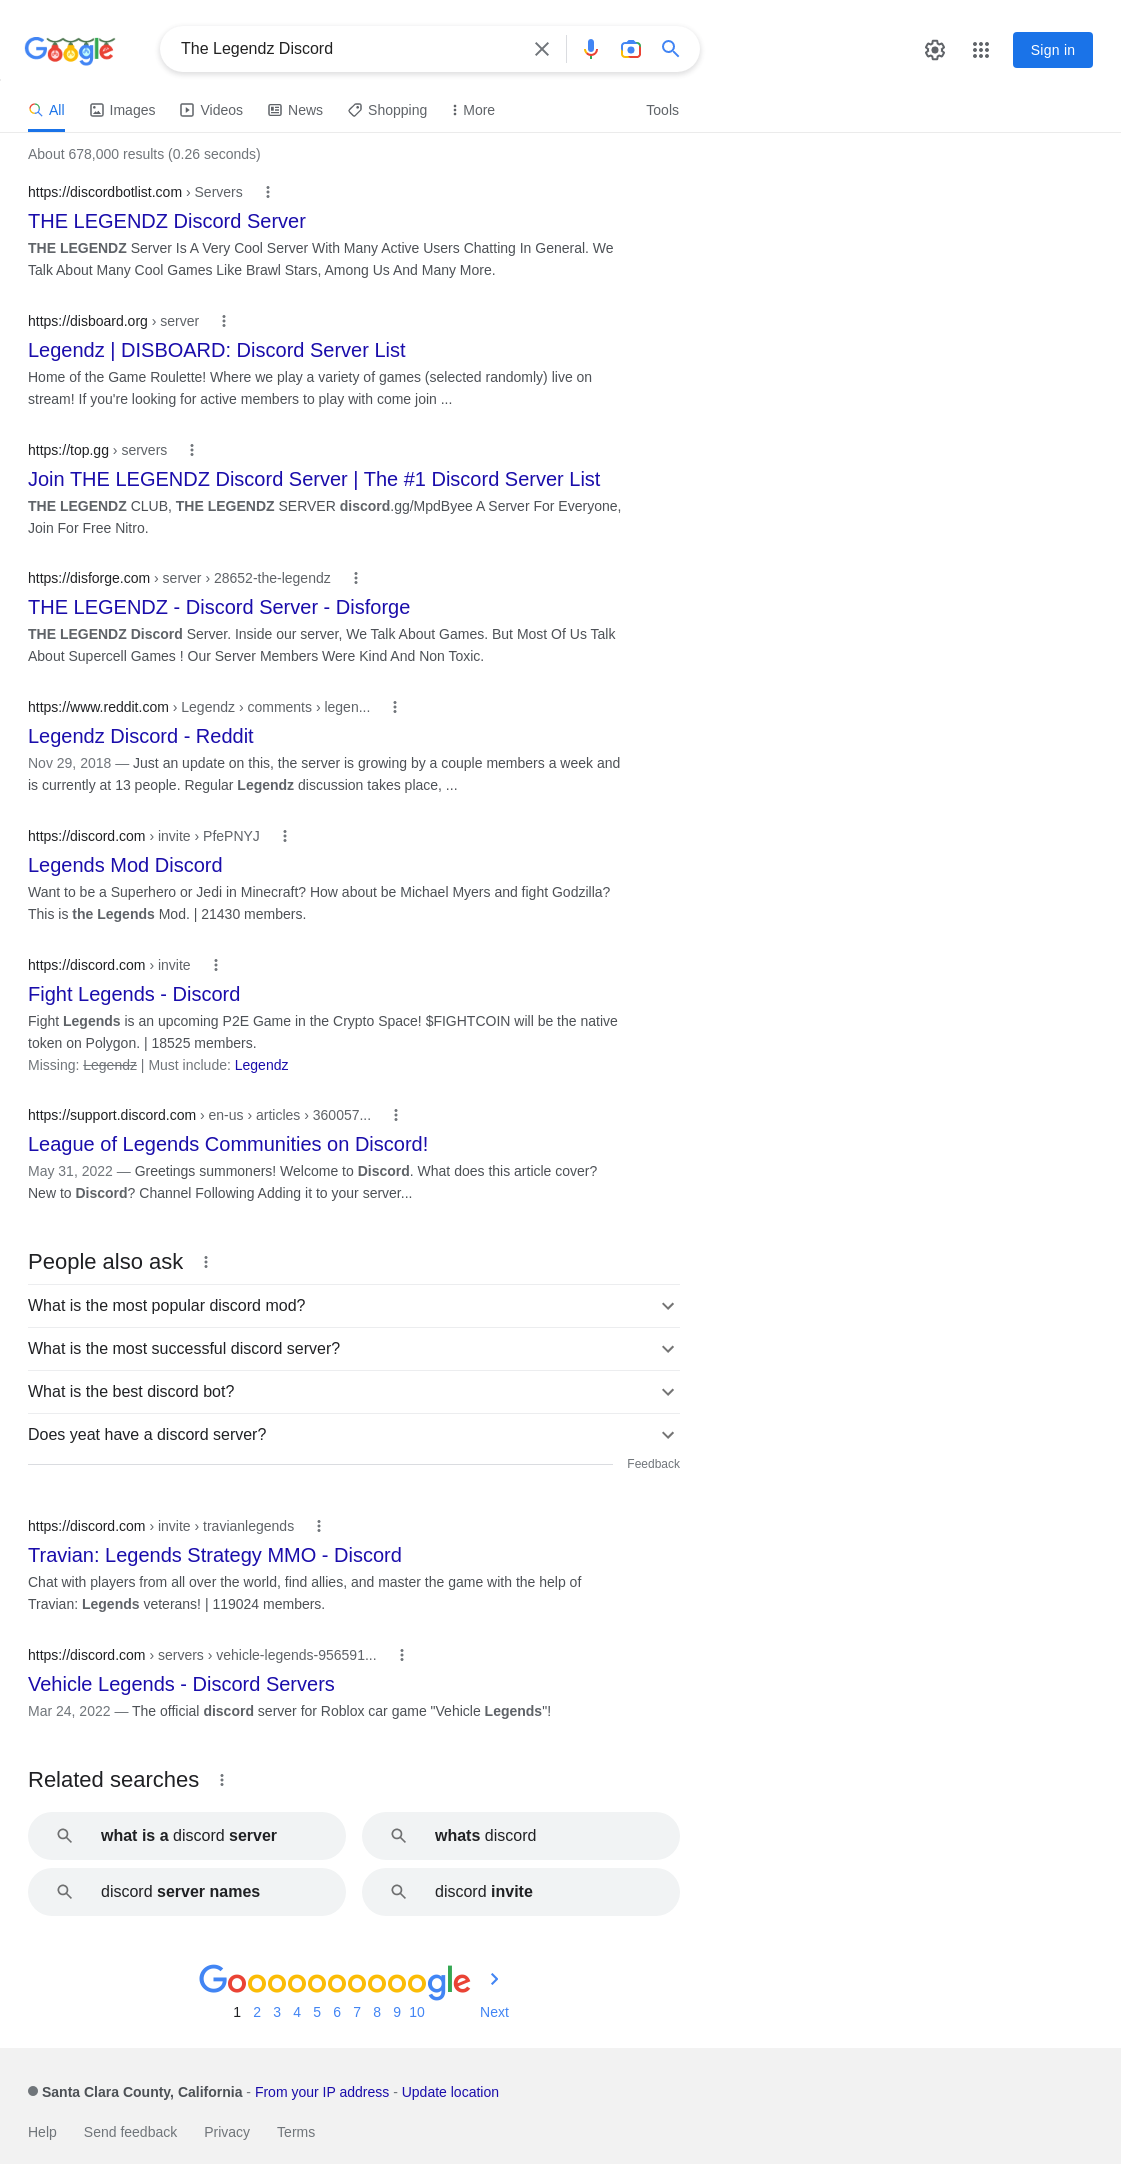 Google
The Legendz Discord
Sign in
All
Images
Videos
News
Shopping
More
Tools
About 678,000 results (0.26 seconds)
https://discordbotlist.com › Servers
THE LEGENDZ Discord Server
THE LEGENDZ Server Is A Very Cool Server With Many Active Users Chatting In General. We
Talk About Many Cool Games Like Brawl Stars, Among Us And Many More.
https://disboard.org › server
Legendz | DISBOARD: Discord Server List
Home of the Game Roulette! Where we play a variety of games (selected randomly) live on
stream! If you're looking for active members to play with come join ...
https://top.gg › servers
Join THE LEGENDZ Discord Server | The #1 Discord Server List
THE LEGENDZ CLUB, THE LEGENDZ SERVER discord.gg/MpdByee A Server For Everyone,
Join For Free Nitro.
https://disforge.com › server › 28652-the-legendz
THE LEGENDZ - Discord Server - Disforge
THE LEGENDZ Discord Server. Inside our server, We Talk About Games. But Most Of Us Talk
About Supercell Games ! Our Server Members Were Kind And Non Toxic.
https://www.reddit.com › Legendz › comments › legen...
Legendz Discord - Reddit
Nov 29, 2018 — Just an update on this, the server is growing by a couple members a week and
is currently at 13 people. Regular Legendz discussion takes place, ...
https://discord.com › invite › PfePNYJ
Legends Mod Discord
Want to be a Superhero or Jedi in Minecraft? How about be Michael Myers and fight Godzilla?
This is the Legends Mod. | 21430 members.
https://discord.com › invite
Fight Legends - Discord
Fight Legends is an upcoming P2E Game in the Crypto Space! $FIGHTCOIN will be the native
token on Polygon. | 18525 members.
Missing: Legendz | Must include: Legendz
https://support.discord.com › en-us › articles › 360057...
League of Legends Communities on Discord!
May 31, 2022 — Greetings summoners! Welcome to Discord. What does this article cover?
New to Discord? Channel Following Adding it to your server...
People also ask
What is the most popular discord mod?
What is the most successful discord server?
What is the best discord bot?
Does yeat have a discord server?
Feedback
https://discord.com › invite › travianlegends
Travian: Legends Strategy MMO - Discord
Chat with players from all over the world, find allies, and master the game with the help of
Travian: Legends veterans! | 119024 members.
https://discord.com › servers › vehicle-legends-956591...
Vehicle Legends - Discord Servers
Mar 24, 2022 — The official discord server for Roblox car game "Vehicle Legends"!
Related searches
what is a discord server
whats discord
discord server names
discord invite
Goooooooooogle
1 2 3 4 5 6 7 8 9 10 Next
Santa Clara County, California - From your IP address - Update location
Help Send feedback Privacy Terms